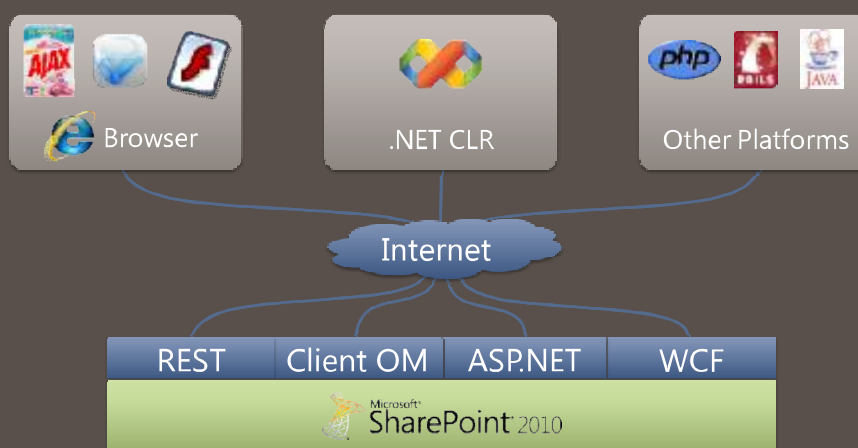 AJAX
php
RAILS
JAVA
Browser
.NET CLR
Other Platforms
Internet
REST
Client OM
ASP.NET
WCF
Microsoft®
SharePoint® 2010